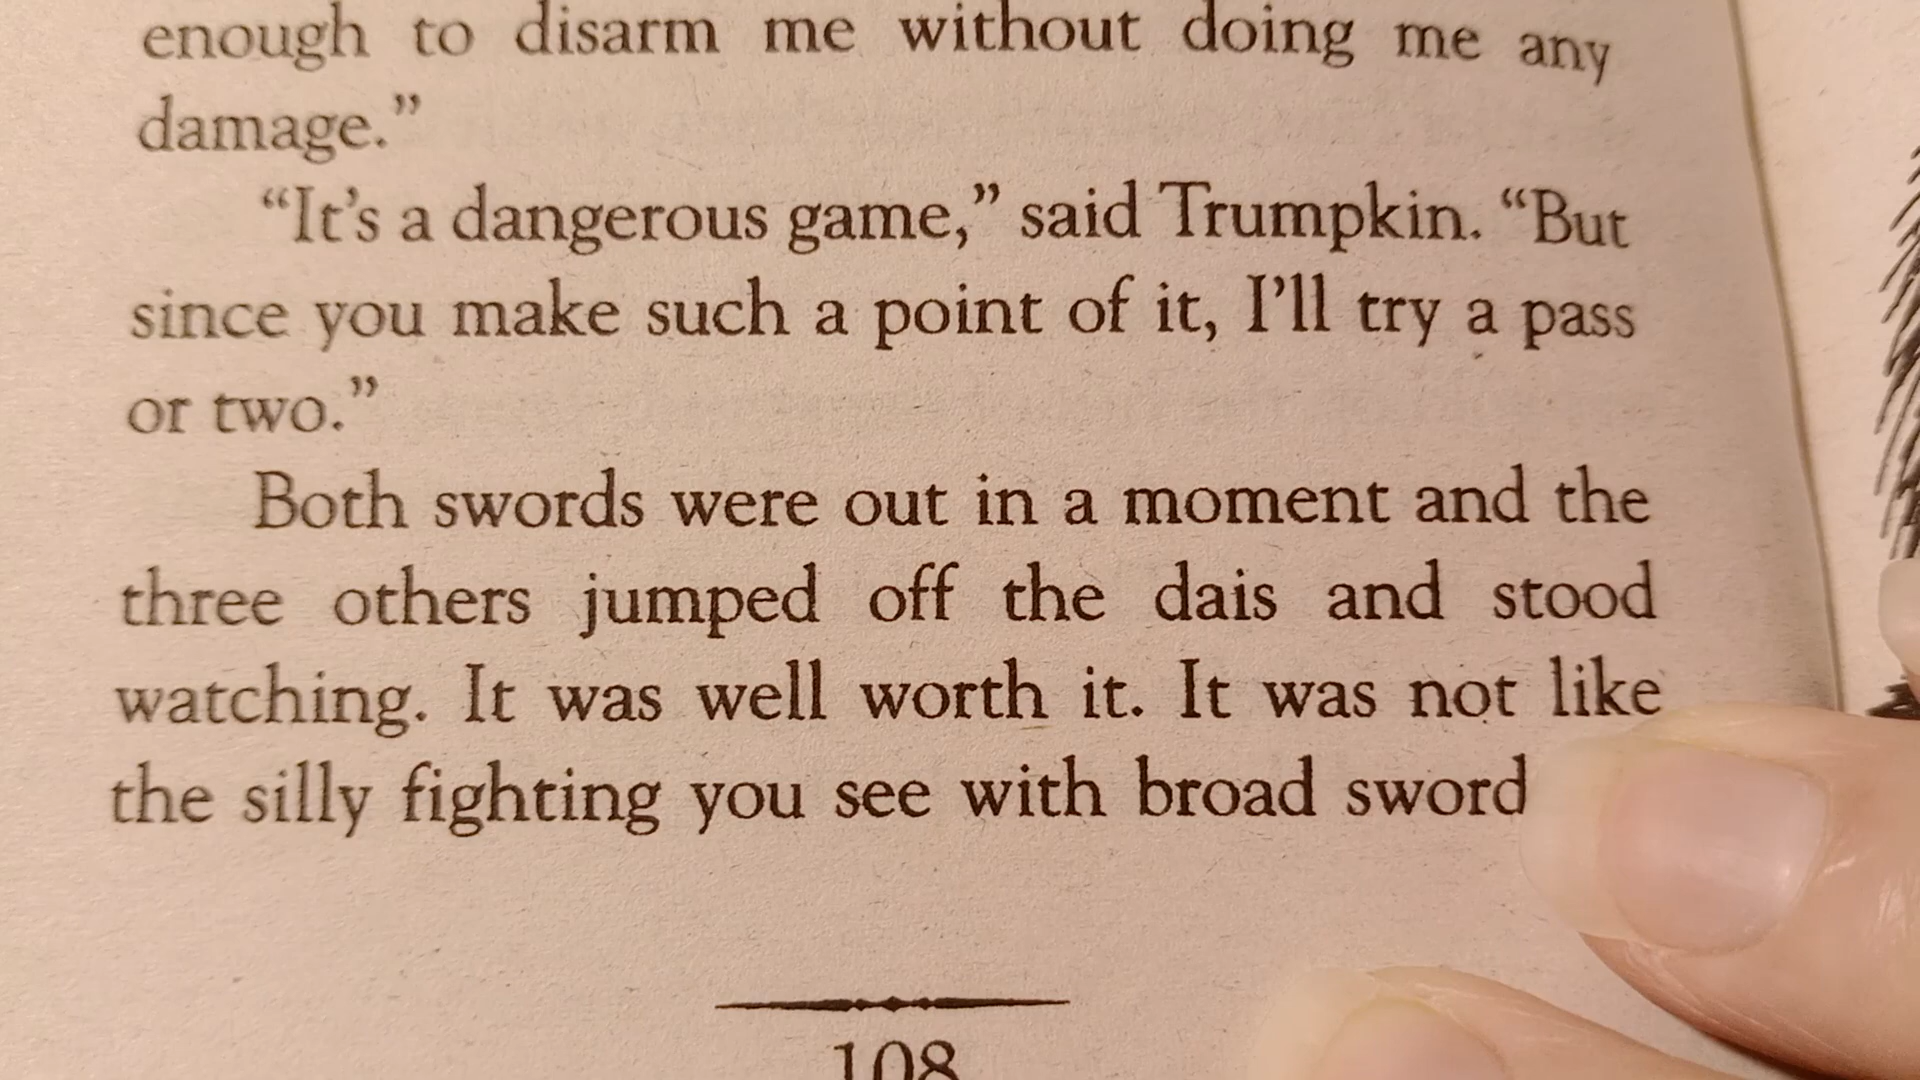 enough to disarm me without doing me any
damage.”
“It’s a dangerous game,” said Trumpkin. “But
since you make such a point of it, I’ll try a pass
or two.”
Both swords were out in a moment and the
three others jumped off the dais and stood
watching. It was well worth it. It was not like
the silly fighting you see with broad sword
108